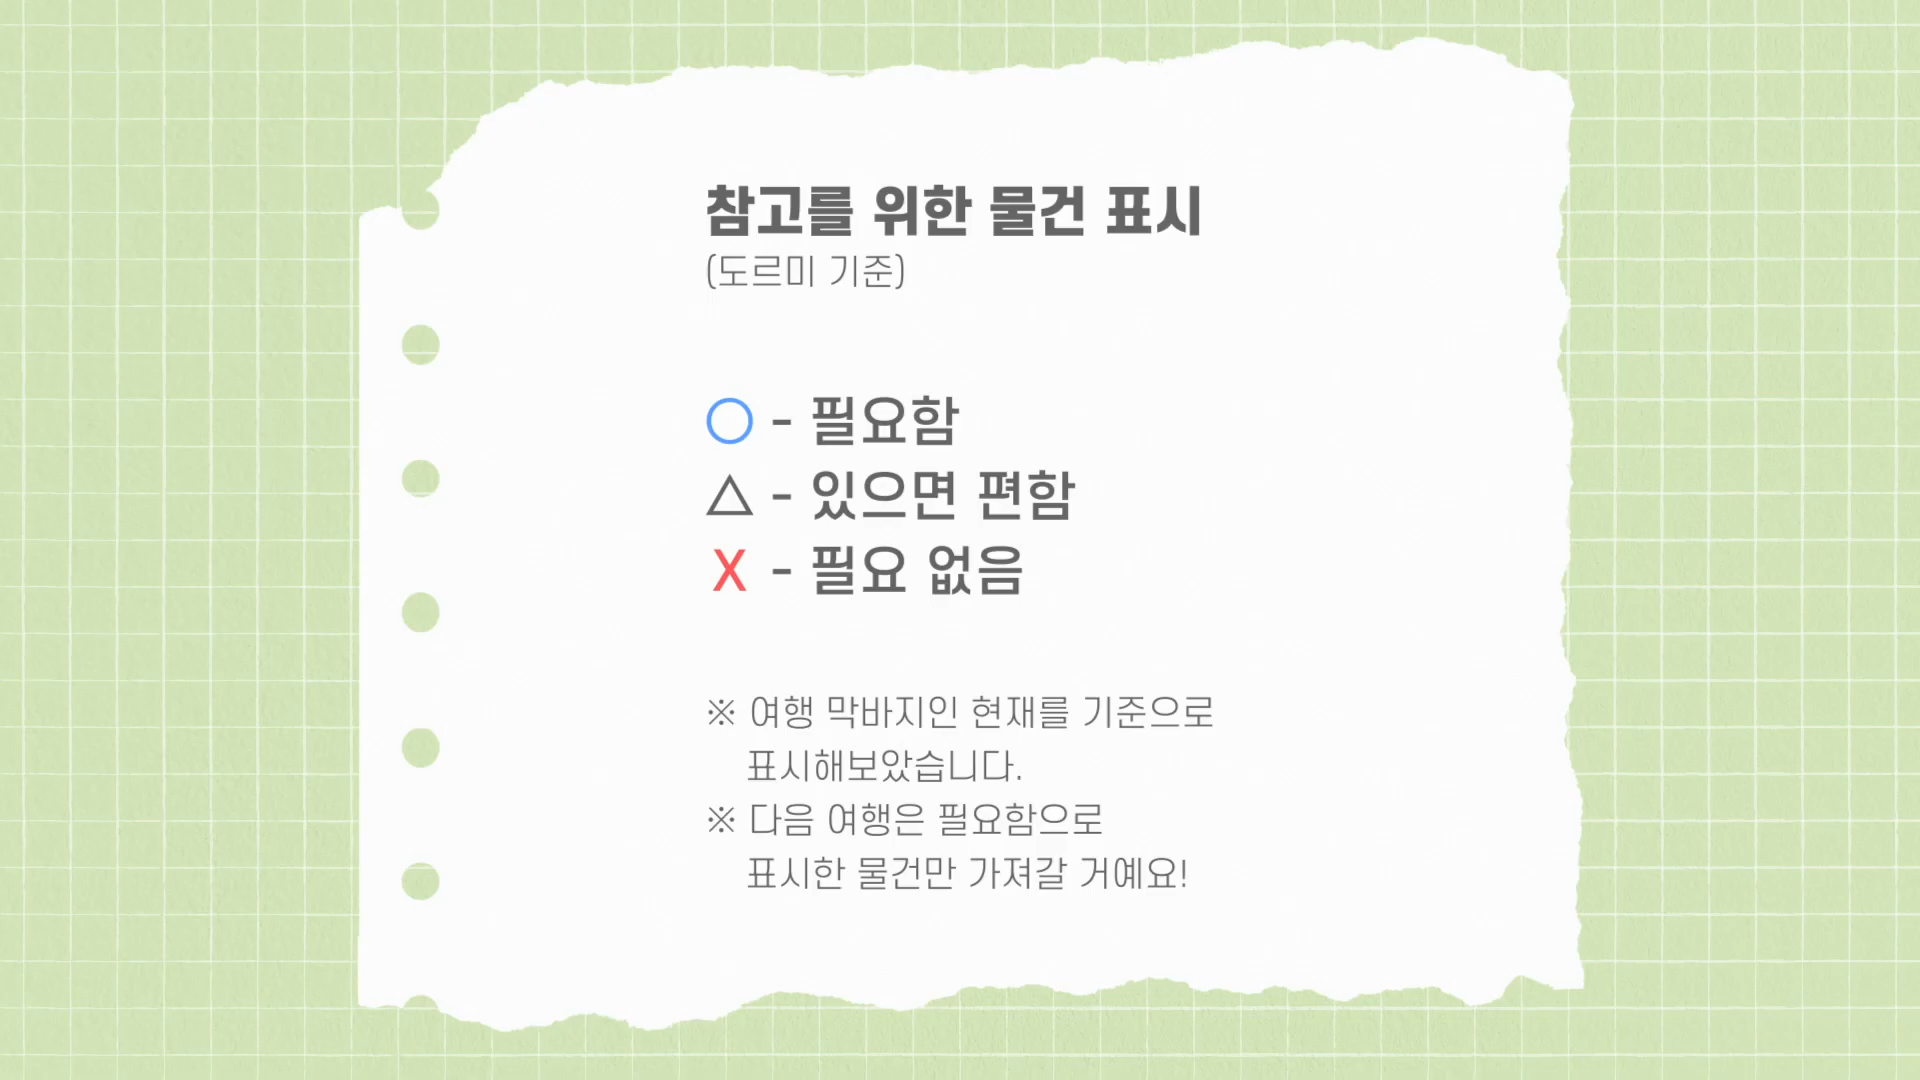 참고를 위한 물건 표시
(도르미 기준)
○ - 필요함
△ - 있으면 편함
X - 필요 없음
※ 여행 막바지인 현재를 기준으로
표시해보았습니다.
※ 다음 여행은 필요함으로
표시한 물건만 가져갈 거예요!